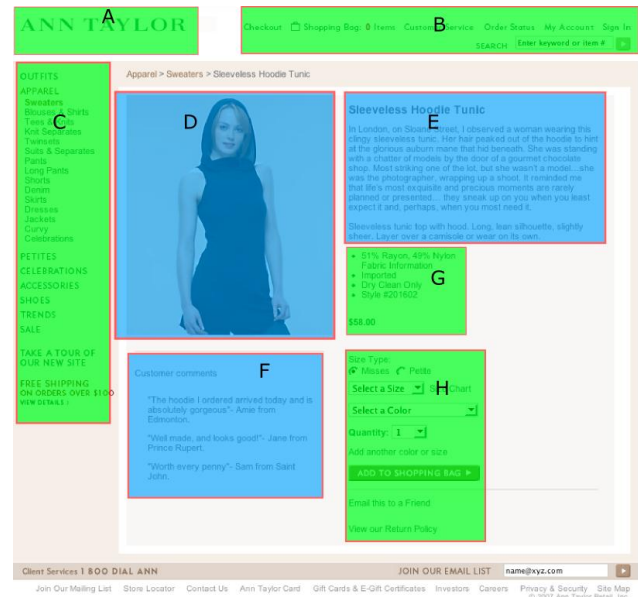 ANN TAYLOR
A
B
Checkout Shopping Bag: 0 Items Customer Service Order Status My Account Sign In
SEARCH Enter keyword or item #
OUTFITS
APPAREL
Sweaters
Blouses & Shirts
Tees & Knits
Knit Separates
Twinsets
Suits & Separates
Pants
Long Pants
Shorts
Denim
Skirts
Dresses
Jackets
Curvy
Celebrations
PETITES
CELEBRATIONS
ACCESSORIES
SHOES
TRENDS
SALE
TAKE A TOUR OF
OUR NEW SITE
FREE SHIPPING
ON ORDERS OVER $100
VIEW DETAILS ›
C
Apparel > Sweaters > Sleeveless Hoodie Tunic
D
E
Sleeveless Hoodie Tunic
In London, on Sloane Street, I observed a woman wearing this
clingy sleeveless tunic. Her hair peaked out of the hoodie to hint
at the glorious auburn mane that hid beneath. She was standing
with a chatter of models by the door of a gourmet chocolate
shop. Most striking one of the lot, but she wasn't a model...she
was the photographer, wrapping up a shoot. It reminded me
that life's most exquisite and precious moments are rarely
planned or presented... they sneak up on you when you least
expect it and, perhaps, when you most need it.
Sleeveless tunic top with hood. Long, lean silhouette, slightly
sheer. Layer over a camisole or wear on its own.
G
• 51% Rayon, 49% Nylon
Fabric Information
• Imported
• Dry Clean Only
• Style #201602
$58.00
F
Customer comments
"The hoodie I ordered arrived today and is
absolutely gorgeous"- Amie from
Edmonton.
"Well made, and looks good!"- Jane from
Prince Rupert.
"Worth every penny"- Sam from Saint
John.
H
Size Type:
Misses Petite
Select a Size Size Chart
Select a Color
Quantity: 1
Add another color or size
ADD TO SHOPPING BAG ►
Email this to a Friend
View our Return Policy
Client Services 1 800 DIAL ANN JOIN OUR EMAIL LIST name@xyz.com
Join Our Mailing List Store Locator Contact Us Ann Taylor Card Gift Cards & E-Gift Certificates Investors Careers Privacy & Security Site Map
© 2007 Ann Taylor Retail, Inc.